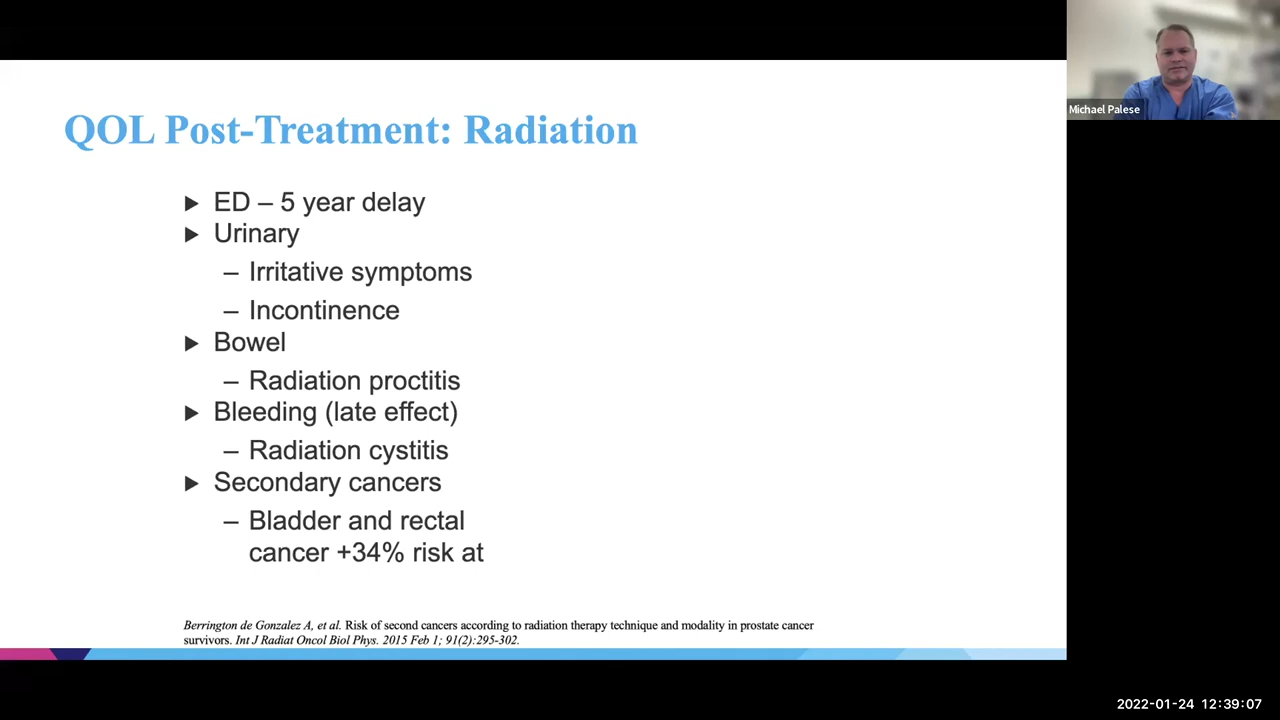 QOL Post-Treatment: Radiation
► ED – 5 year delay
► Urinary
– Irritative symptoms
– Incontinence
► Bowel
– Radiation proctitis
► Bleeding (late effect)
– Radiation cystitis
► Secondary cancers
– Bladder and rectal
cancer +34% risk at
Berrington de Gonzalez A, et al. Risk of second cancers according to radiation therapy technique and modality in prostate cancer
survivors. Int J Radiat Oncol Biol Phys. 2015 Feb 1; 91(2):295-302.
Michael Palese
2022-01-24 12:39:07